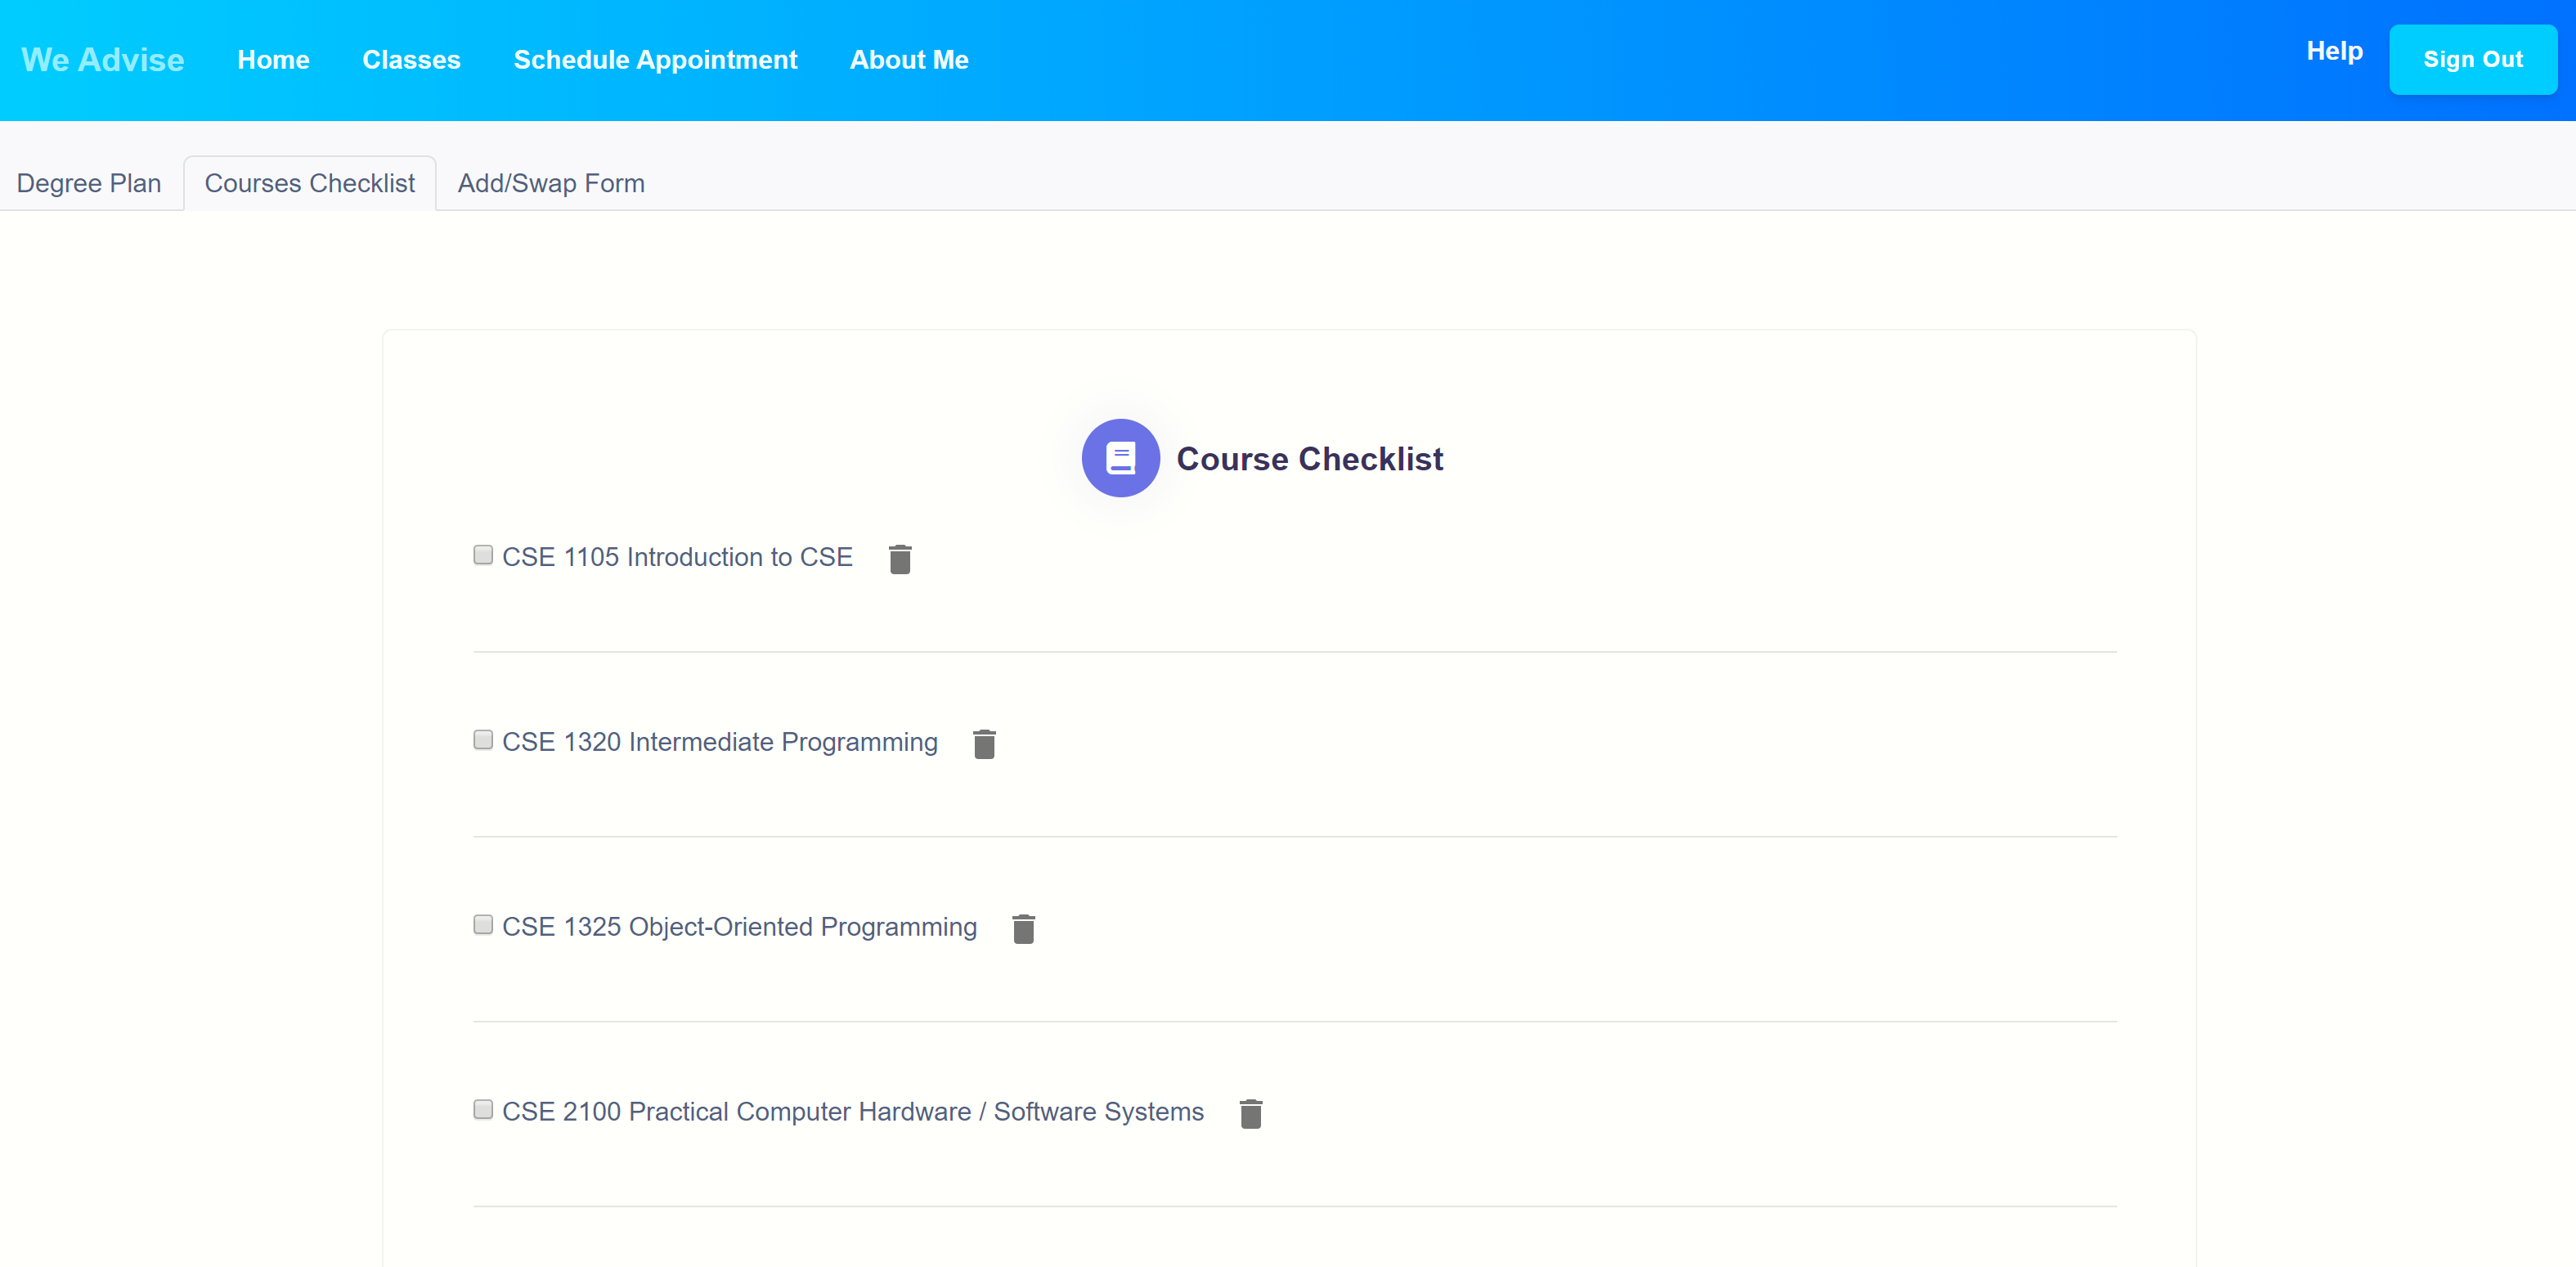 We Advise Home Classes Schedule Appointment About Me Help Sign Out
Degree Plan Courses Checklist Add/Swap Form
Course Checklist
CSE 1105 Introduction to CSE
CSE 1320 Intermediate Programming
CSE 1325 Object-Oriented Programming
CSE 2100 Practical Computer Hardware / Software Systems